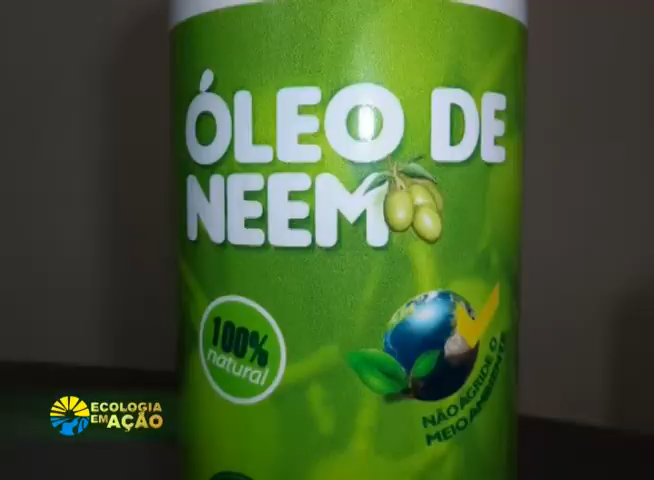 ÓLEO DE
NEEM
100%
natural
NÃO AGRIDE O
MEIO AMBIENTE
ECOLOGIA
EM AÇÃO